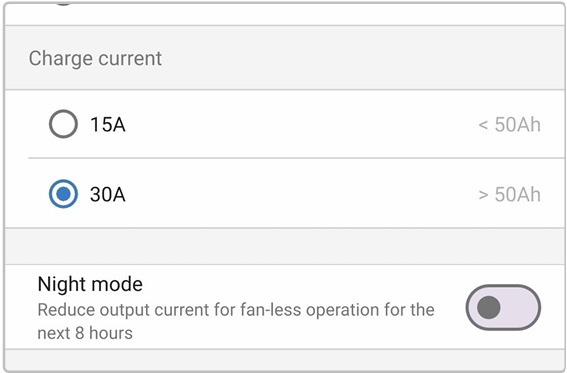 Charge current
15A < 50Ah
30A > 50Ah
Night mode
Reduce output current for fan-less operation for the
next 8 hours